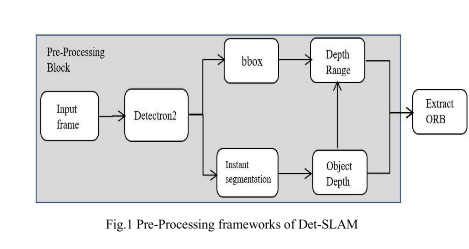 Pre-Processing
Block
Input
frame
Detectron2
bbox
Depth
Range
Instant
segmentation
Object
Depth
Extract
ORB
Fig.1 Pre-Processing frameworks of Det-SLAM